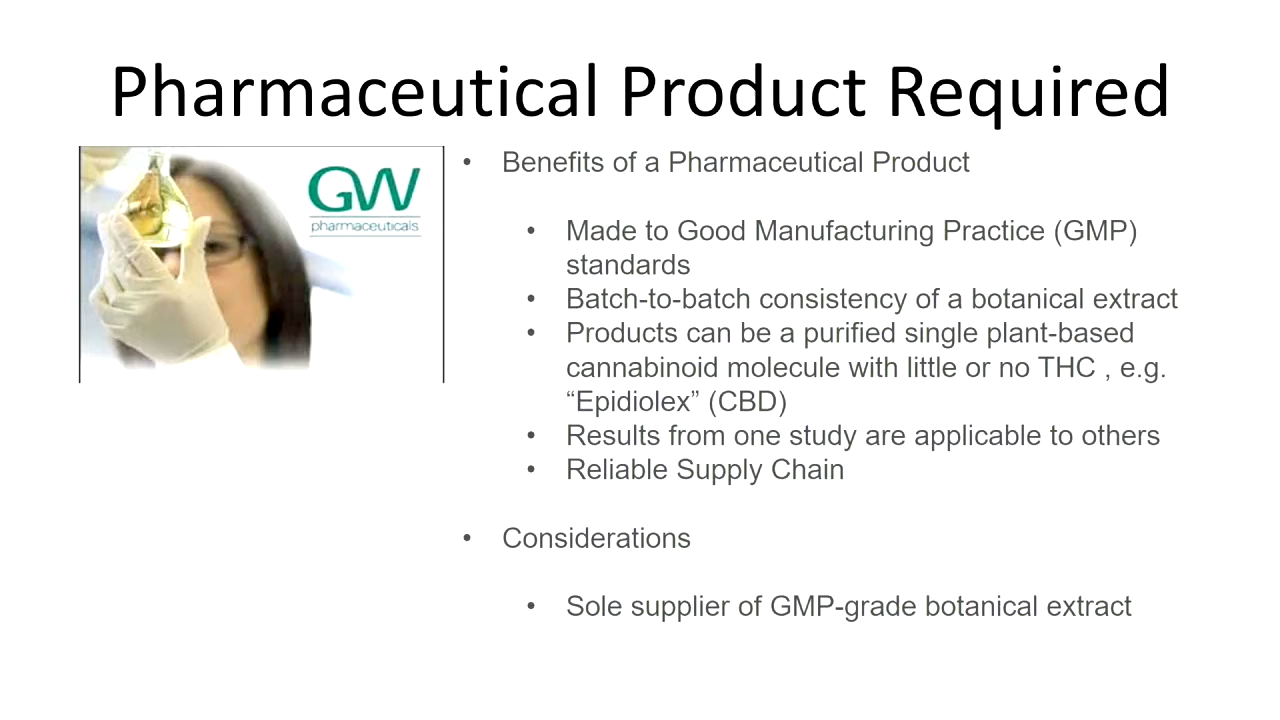 Pharmaceutical Product Required
GW
pharmaceuticals
• Benefits of a Pharmaceutical Product
• Made to Good Manufacturing Practice (GMP)
standards
• Batch-to-batch consistency of a botanical extract
• Products can be a purified single plant-based
cannabinoid molecule with little or no THC , e.g.
“Epidiolex” (CBD)
• Results from one study are applicable to others
• Reliable Supply Chain
• Considerations
• Sole supplier of GMP-grade botanical extract